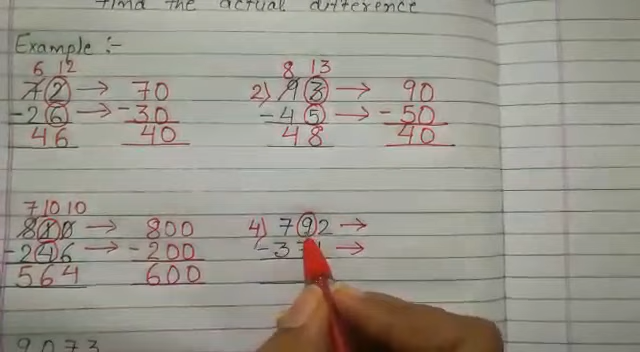 find the actual difference
Example :-
6 12
72 → 70
- 26 → - 30
46 40
8 13
2) 93 → 90
- 45 → - 50
48 40
7 10 10
→ 800
- 246 → - 200
564 600
4) 792 →
- 3 →
9073